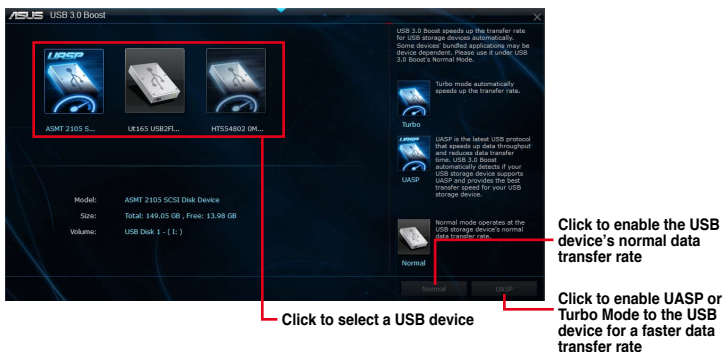 ASUS USB 3.0 Boost
UASP
ASMT 2105 S...
Ut165 USB2Fl...
HTS54802 0M...
Model: ASMT 2105 SCSI Disk Device
Size: Total: 149.05 GB , Free: 13.98 GB
Volume: USB Disk 1 - ( I: )
USB 3.0 Boost speeds up the transfer rate
for USB storage devices automatically.
Some devices' bundled applications may be
device dependent. Please use it under USB
3.0 Boost's Normal Mode.
Turbo mode automatically
speeds up the transfer rate.
Turbo
UASP
UASP is the latest USB protocol
that speeds up data throughput
and reduces data transfer
time. USB 3.0 Boost
automatically detects if your
USB storage device supports
UASP and provides the best
transfer speed for your USB
storage device.
UASP
Normal mode operates at the
USB storage device's normal
data transfer rate.
Normal
Normal
UASP
Click to select a USB device
Click to enable the USB
device's normal data
transfer rate
Click to enable UASP or
Turbo Mode to the USB
device for a faster data
transfer rate